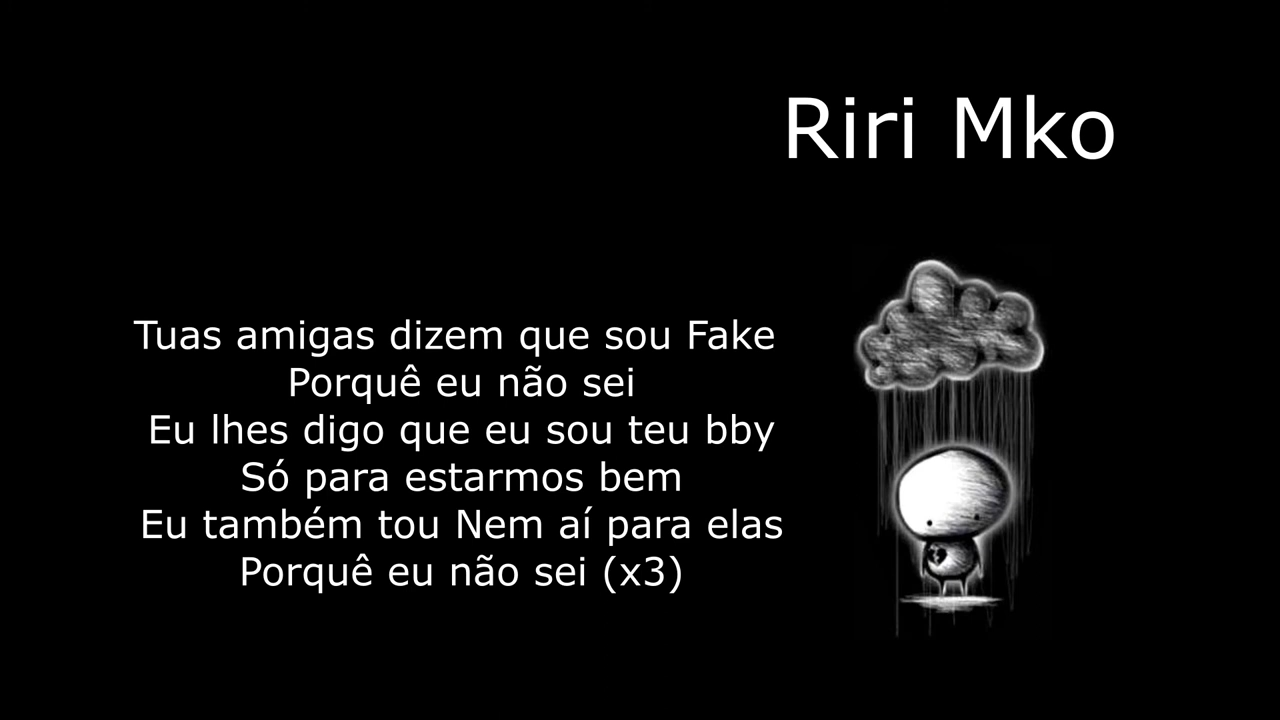 Riri Mko
Tuas amigas dizem que sou Fake
Porquê eu não sei
Eu lhes digo que eu sou teu bby
Só para estarmos bem
Eu também tou Nem aí para elas
Porquê eu não sei (x3)